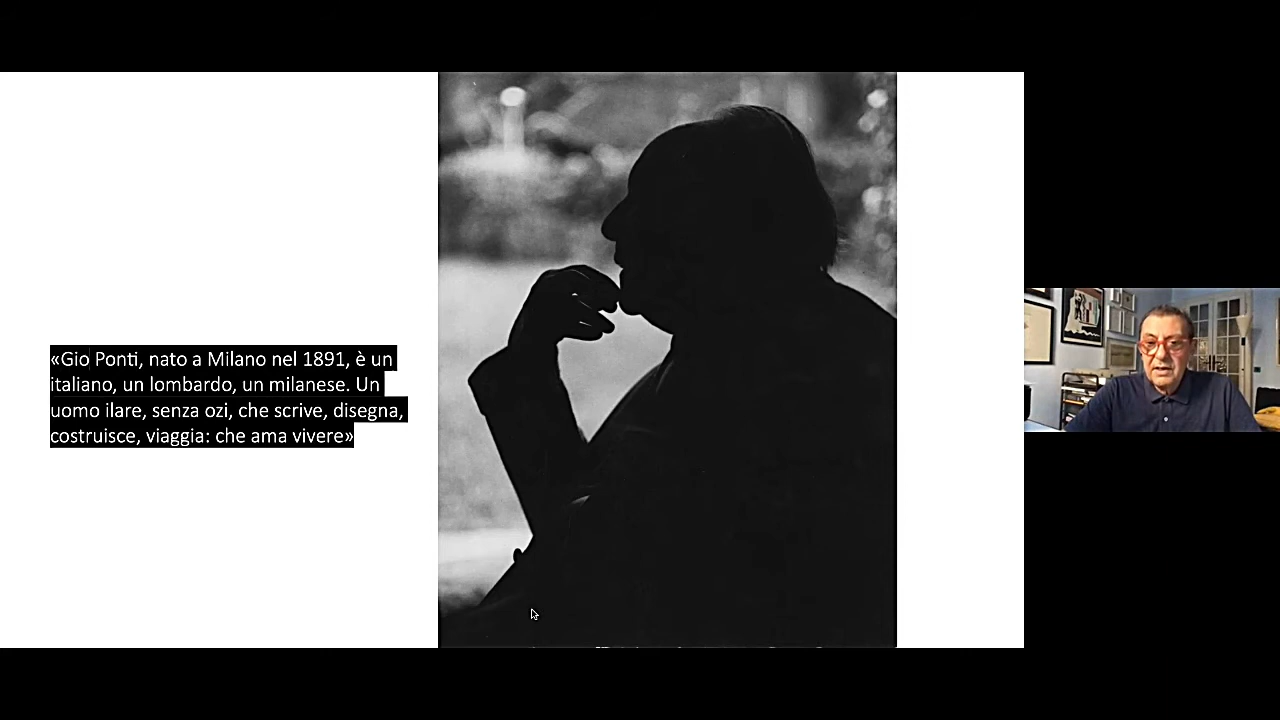 «Gio Ponti, nato a Milano nel 1891, è un
italiano, un lombardo, un milanese. Un
uomo ilare, senza ozi, che scrive, disegna,
costruisce, viaggia: che ama vivere»